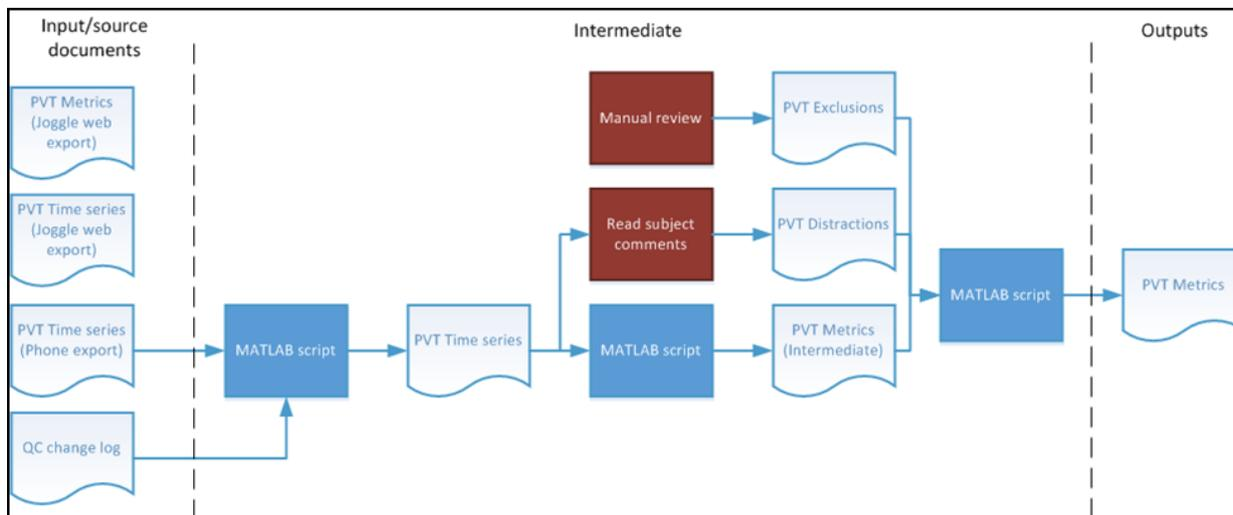 Input/source
documents
Intermediate
Outputs
PVT Metrics
(Joggle web
export)
PVT Time series
(Joggle web
export)
PVT Time series
(Phone export)
QC change log
MATLAB script
PVT Time series
Manual review
Read subject
comments
MATLAB script
PVT Exclusions
PVT Distractions
PVT Metrics
(Intermediate)
MATLAB script
PVT Metrics